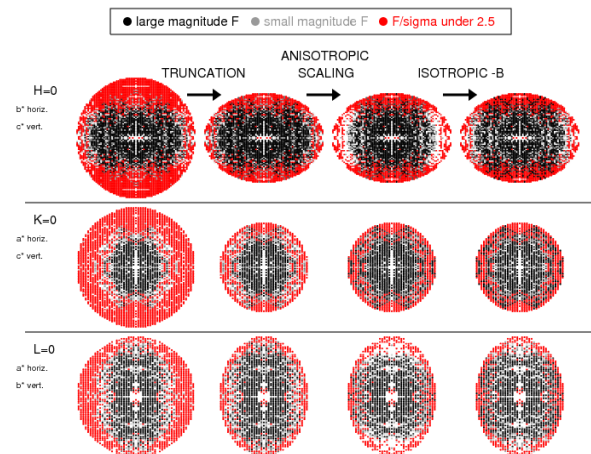 large magnitude F small magnitude F F/sigma under 2.5
ANISOTROPIC
TRUNCATION SCALING ISOTROPIC -B
H=0
b* horiz.
c* vert.
K=0
a* horiz.
c* vert.
L=0
a* horiz.
b* vert.